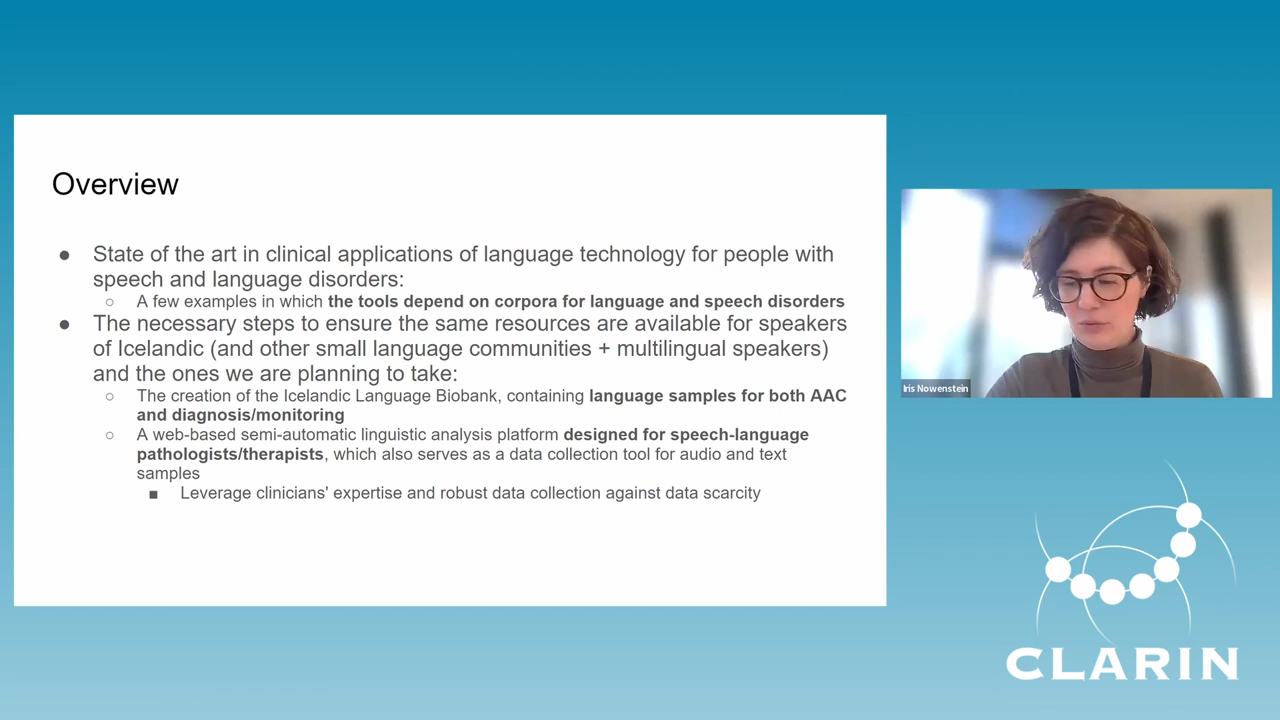 Overview
● State of the art in clinical applications of language technology for people with
speech and language disorders:
○ A few examples in which the tools depend on corpora for language and speech disorders
● The necessary steps to ensure the same resources are available for speakers
of Icelandic (and other small language communities + multilingual speakers)
and the ones we are planning to take:
○ The creation of the Icelandic Language Biobank, containing language samples for both AAC
and diagnosis/monitoring
○ A web-based semi-automatic linguistic analysis platform designed for speech-language
pathologists/therapists, which also serves as a data collection tool for audio and text
samples
■ Leverage clinicians' expertise and robust data collection against data scarcity
Iris Nowenstein
CLARIN